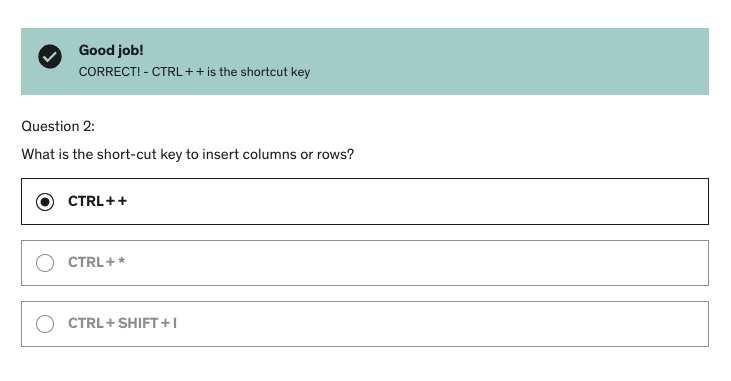 Good job!
CORRECT! - CTRL + + is the shortcut key
Question 2:
What is the short-cut key to insert columns or rows?
CTRL + +
CTRL + *
CTRL + SHIFT + I